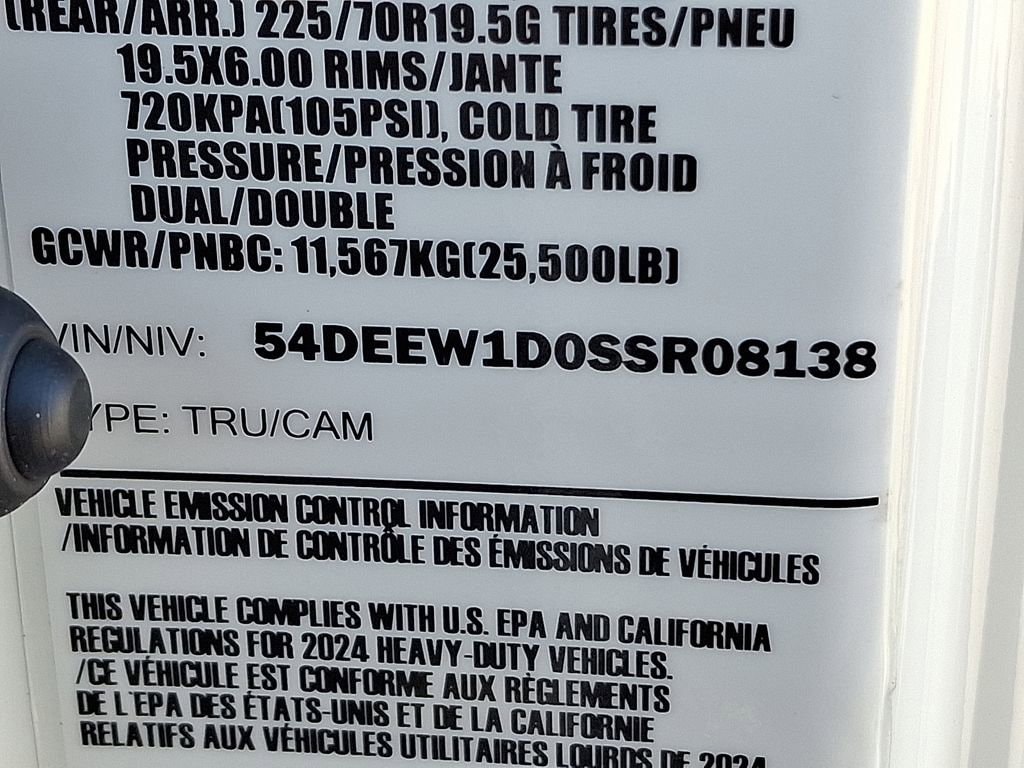 (REAR/ARR.) 225/70R19.5G TIRES/PNEU
19.5X6.00 RIMS/JANTE
720KPA(105PSI), COLD TIRE
PRESSURE/PRESSION À FROID
DUAL/DOUBLE
GCWR/PNBC: 11,567KG(25,500LB)
/IN/NIV: 54DEEW1D0SSR08138
YPE: TRU/CAM
VEHICLE EMISSION CONTROL INFORMATION
/INFORMATION DE CONTRÔLE DES ÉMISSIONS DE VÉHICULES
THIS VEHICLE COMPLIES WITH U.S. EPA AND CALIFORNIA
REGULATIONS FOR 2024 HEAVY-DUTY VEHICLES.
/CE VÉHICULE EST CONFORME AUX RÈGLEMENTS
DE L'EPA DES ÉTATS-UNIS ET DE LA CALIFORNIE
RELATIFS AUX VÉHICULES UTILITAIRES LOURDS DE 2024